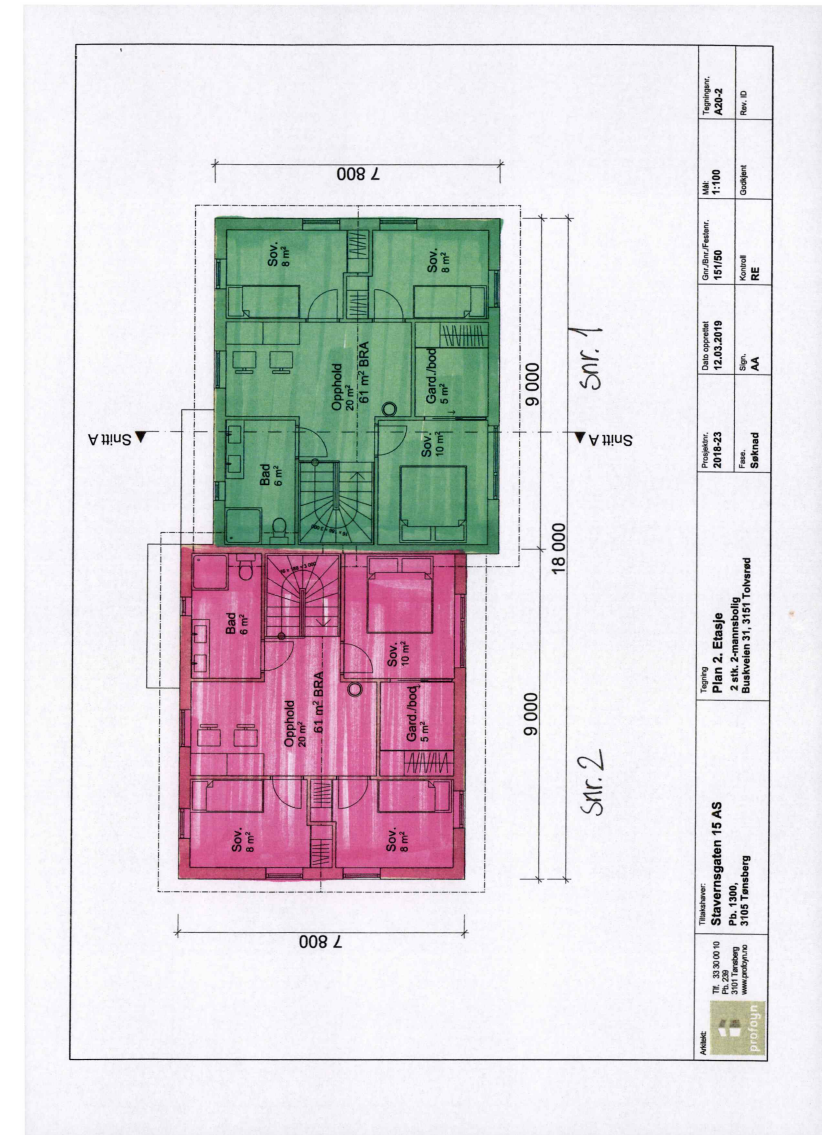 7 800
Sov.
8 m²
Sov.
8 m²
Opphold
20 m²
61 m² BRA
Gard./bod
5 m²
Bad
6 m²
Sov.
10 m²
Snitt A
Snitt A
9 000
snr. 1
18 000
Bad
6 m²
Sov.
10 m²
Opphold
20 m²
61 m² BRA
Gard./bod
5 m²
Sov.
8 m²
Sov.
8 m²
9 000
snr. 2
7 800
Arkitekt:
profoyn
Tlf. 33 30 00 10
Pb. 239
3101 Tønsberg
www.profoyn.no
Tiltakshaver:
Stavernsgaten 15 AS
Pb. 1300,
3105 Tønsberg
Tegning
Plan 2. Etasje
2 stk. 2-mannsbolig
Buskveien 31, 3151 Tolvsrød
Prosjektnr.
2018-23
Fase.
Søknad
Dato opprettet
12.03.2019
Sign.
AA
Gnr./Bnr./Festenr.
151/50
Kontroll
RE
Mål:
1:100
Godkjent
Tegningsnr.
A20-2
Rev. ID